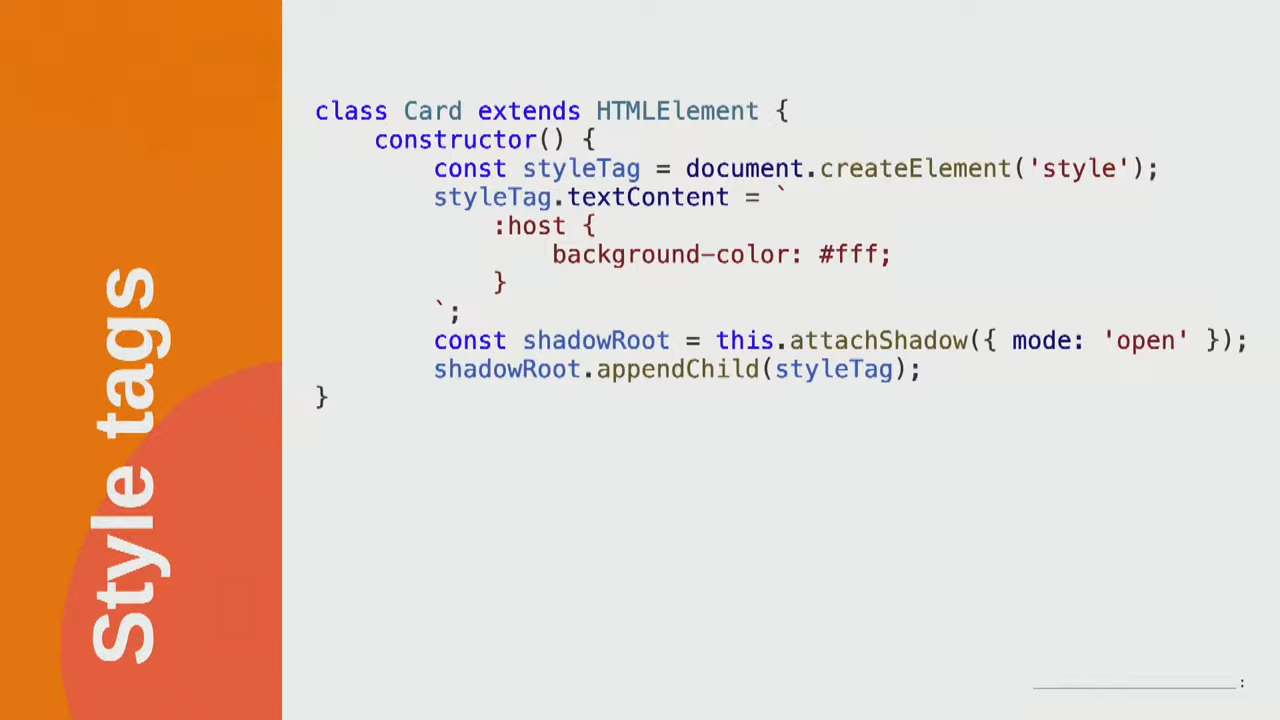 Style tags
class Card extends HTMLElement {
    constructor() {
        const styleTag = document.createElement('style');
        styleTag.textContent = `
            :host {
                background-color: #fff;
            }
        `;
        const shadowRoot = this.attachShadow({ mode: 'open' });
        shadowRoot.appendChild(styleTag);
}
: